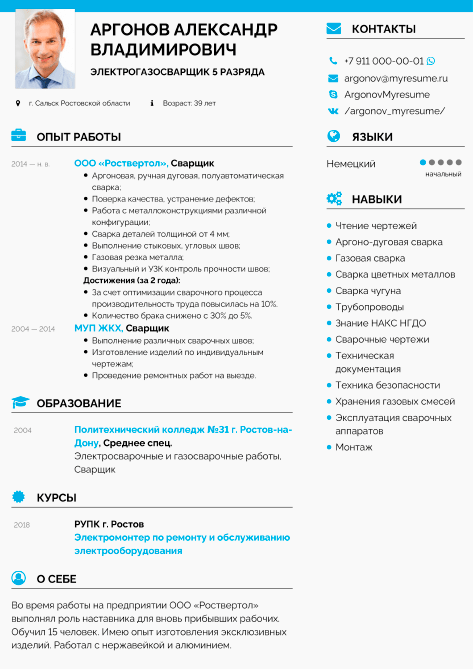 АРГОНОВ АЛЕКСАНДР
ВЛАДИМИРОВИЧ
ЭЛЕКТРОГАЗОСВАРЩИК 5 РАЗРЯДА
г. Сальск Ростовской области
Возраст: 39 лет
ОПЫТ РАБОТЫ
2014 — н. в.
ООО «Роствертол», Сварщик
Аргоновая, ручная дуговая, полуавтоматическая
сварка;
Поверка качества, устранение дефектов;
Работа с металлоконструкциями различной
конфигурации;
Сварка деталей толщиной от 4 мм;
Выполнение стыковых, угловых швов;
Газовая резка металла;
Визуальный и УЗК контроль прочности швов;
Достижения (за 2 года):
За счет оптимизации сварочного процесса
производительность труда повысилась на 10%.
Количество брака снижено с 30% до 5%.
2004 — 2014
МУП ЖКХ, Сварщик
Выполнение различных сварочных швов;
Изготовление изделий по индивидуальным
чертежам;
Проведение ремонтных работ на выезде.
ОБРАЗОВАНИЕ
2004
Политехнический колледж №31 г. Ростов-на-
Дону, Среднее спец.
Электросварочные и газосварочные работы,
Сварщик
КУРСЫ
2018
РУПК г. Ростов
Электромонтер по ремонту и обслуживанию
электрооборудования
О СЕБЕ
Во время работы на предприятии ООО «Роствертол»
выполнял роль наставника для вновь прибывших рабочих.
Обучил 15 человек. Имею опыт изготовления эксклюзивных
изделий. Работал с нержавейкой и алюминием.
КОНТАКТЫ
+7 911 000-00-01
argonov@myresume.ru
ArgonovMyresume
/argonov_myresume/
ЯЗЫКИ
Немецкий
начальный
НАВЫКИ
Чтение чертежей
Аргоно-дуговая сварка
Газовая сварка
Сварка цветных металлов
Сварка чугуна
Трубопроводы
Знание НАКС НГДО
Сварочные чертежи
Техническая
документация
Техника безопасности
Хранения газовых смесей
Эксплуатация сварочных
аппаратов
Монтаж